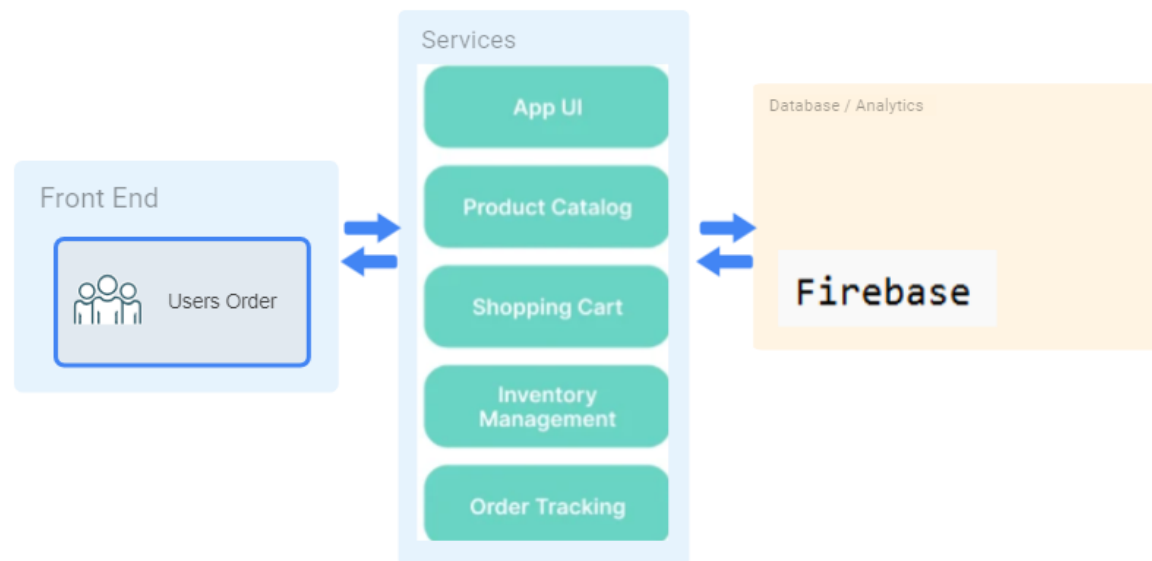 Front End
Users Order
Services
App UI
Product Catalog
Shopping Cart
Inventory
Management
Order Tracking
Database / Analytics
Firebase